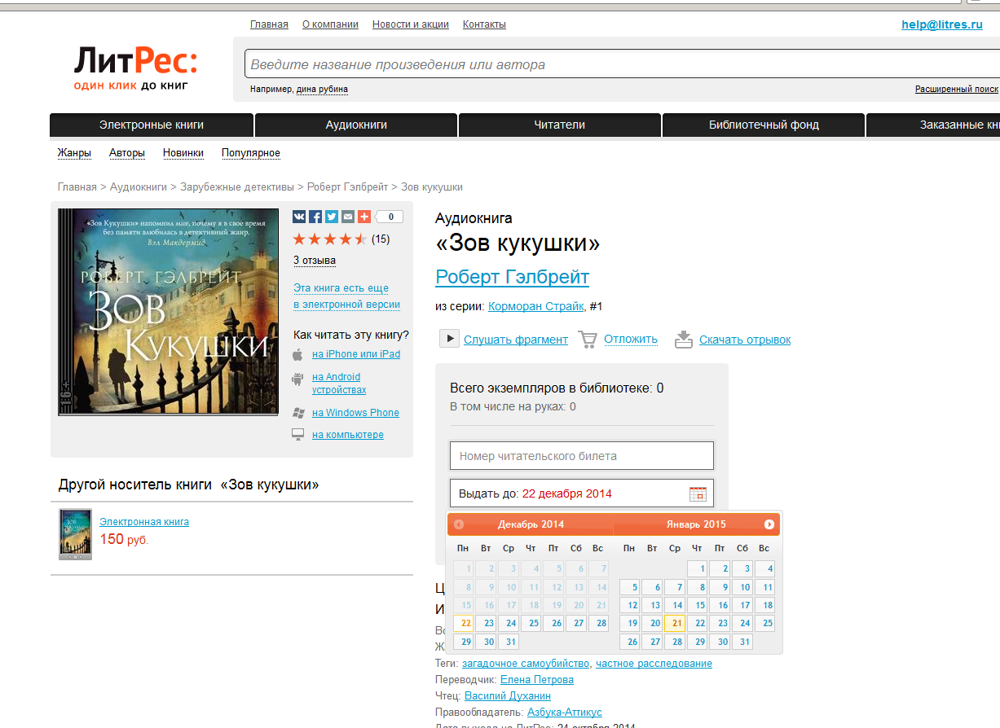 Главная О компании Новости и акции Контакты help@litres.ru
ЛитРес:
один клик до книг
Введите название произведения или автора
Например, дина рубина Расширенный поиск
Электронные книги Аудиокниги Читатели Библиотечный фонд Заказанные кн
Жанры Авторы Новинки Популярное
Главная > Аудиокниги > Зарубежные детективы > Роберт Гэлбрейт > Зов кукушки
«Зов Кукушки» напомнил мне, почему я в свое время
без памяти влюбилась в детективный жанр.
Вэл Макдермид
РОБЕРТ ГЭЛБРЕЙТ
Зов
Кукушки
16+
0
(15)
3 отзыва
Эта книга есть еще
в электронной версии
Как читать эту книгу?
на iPhone или iPad
на Android
устройствах
на Windows Phone
на компьютере
Другой носитель книги «Зов кукушки»
Электронная книга
150 руб.
Аудиокнига
«Зов кукушки»
Роберт Гэлбрейт
из серии: Корморан Страйк, #1
Слушать фрагмент Отложить Скачать отрывок
Всего экземпляров в библиотеке: 0
В том числе на руках: 0
Номер читательского билета
Выдать до: 22 декабря 2014
Декабрь 2014 Январь 2015
Пн Вт Ср Чт Пт Сб Вс Пн Вт Ср Чт Пт Сб Вс
1 2 3 4 5 6 7 1 2 3 4
8 9 10 11 12 13 14 5 6 7 8 9 10 11
15 16 17 18 19 20 21 12 13 14 15 16 17 18
22 23 24 25 26 27 28 19 20 21 22 23 24 25
29 30 31 26 27 28 29 30 31
Теги: загадочное самоубийство, частное расследование
Переводчик: Елена Петрова
Чтец: Василий Духанин
Правообладатель: Азбука-Аттикус
Дата выхода на ЛитРес: 24 октября 2014